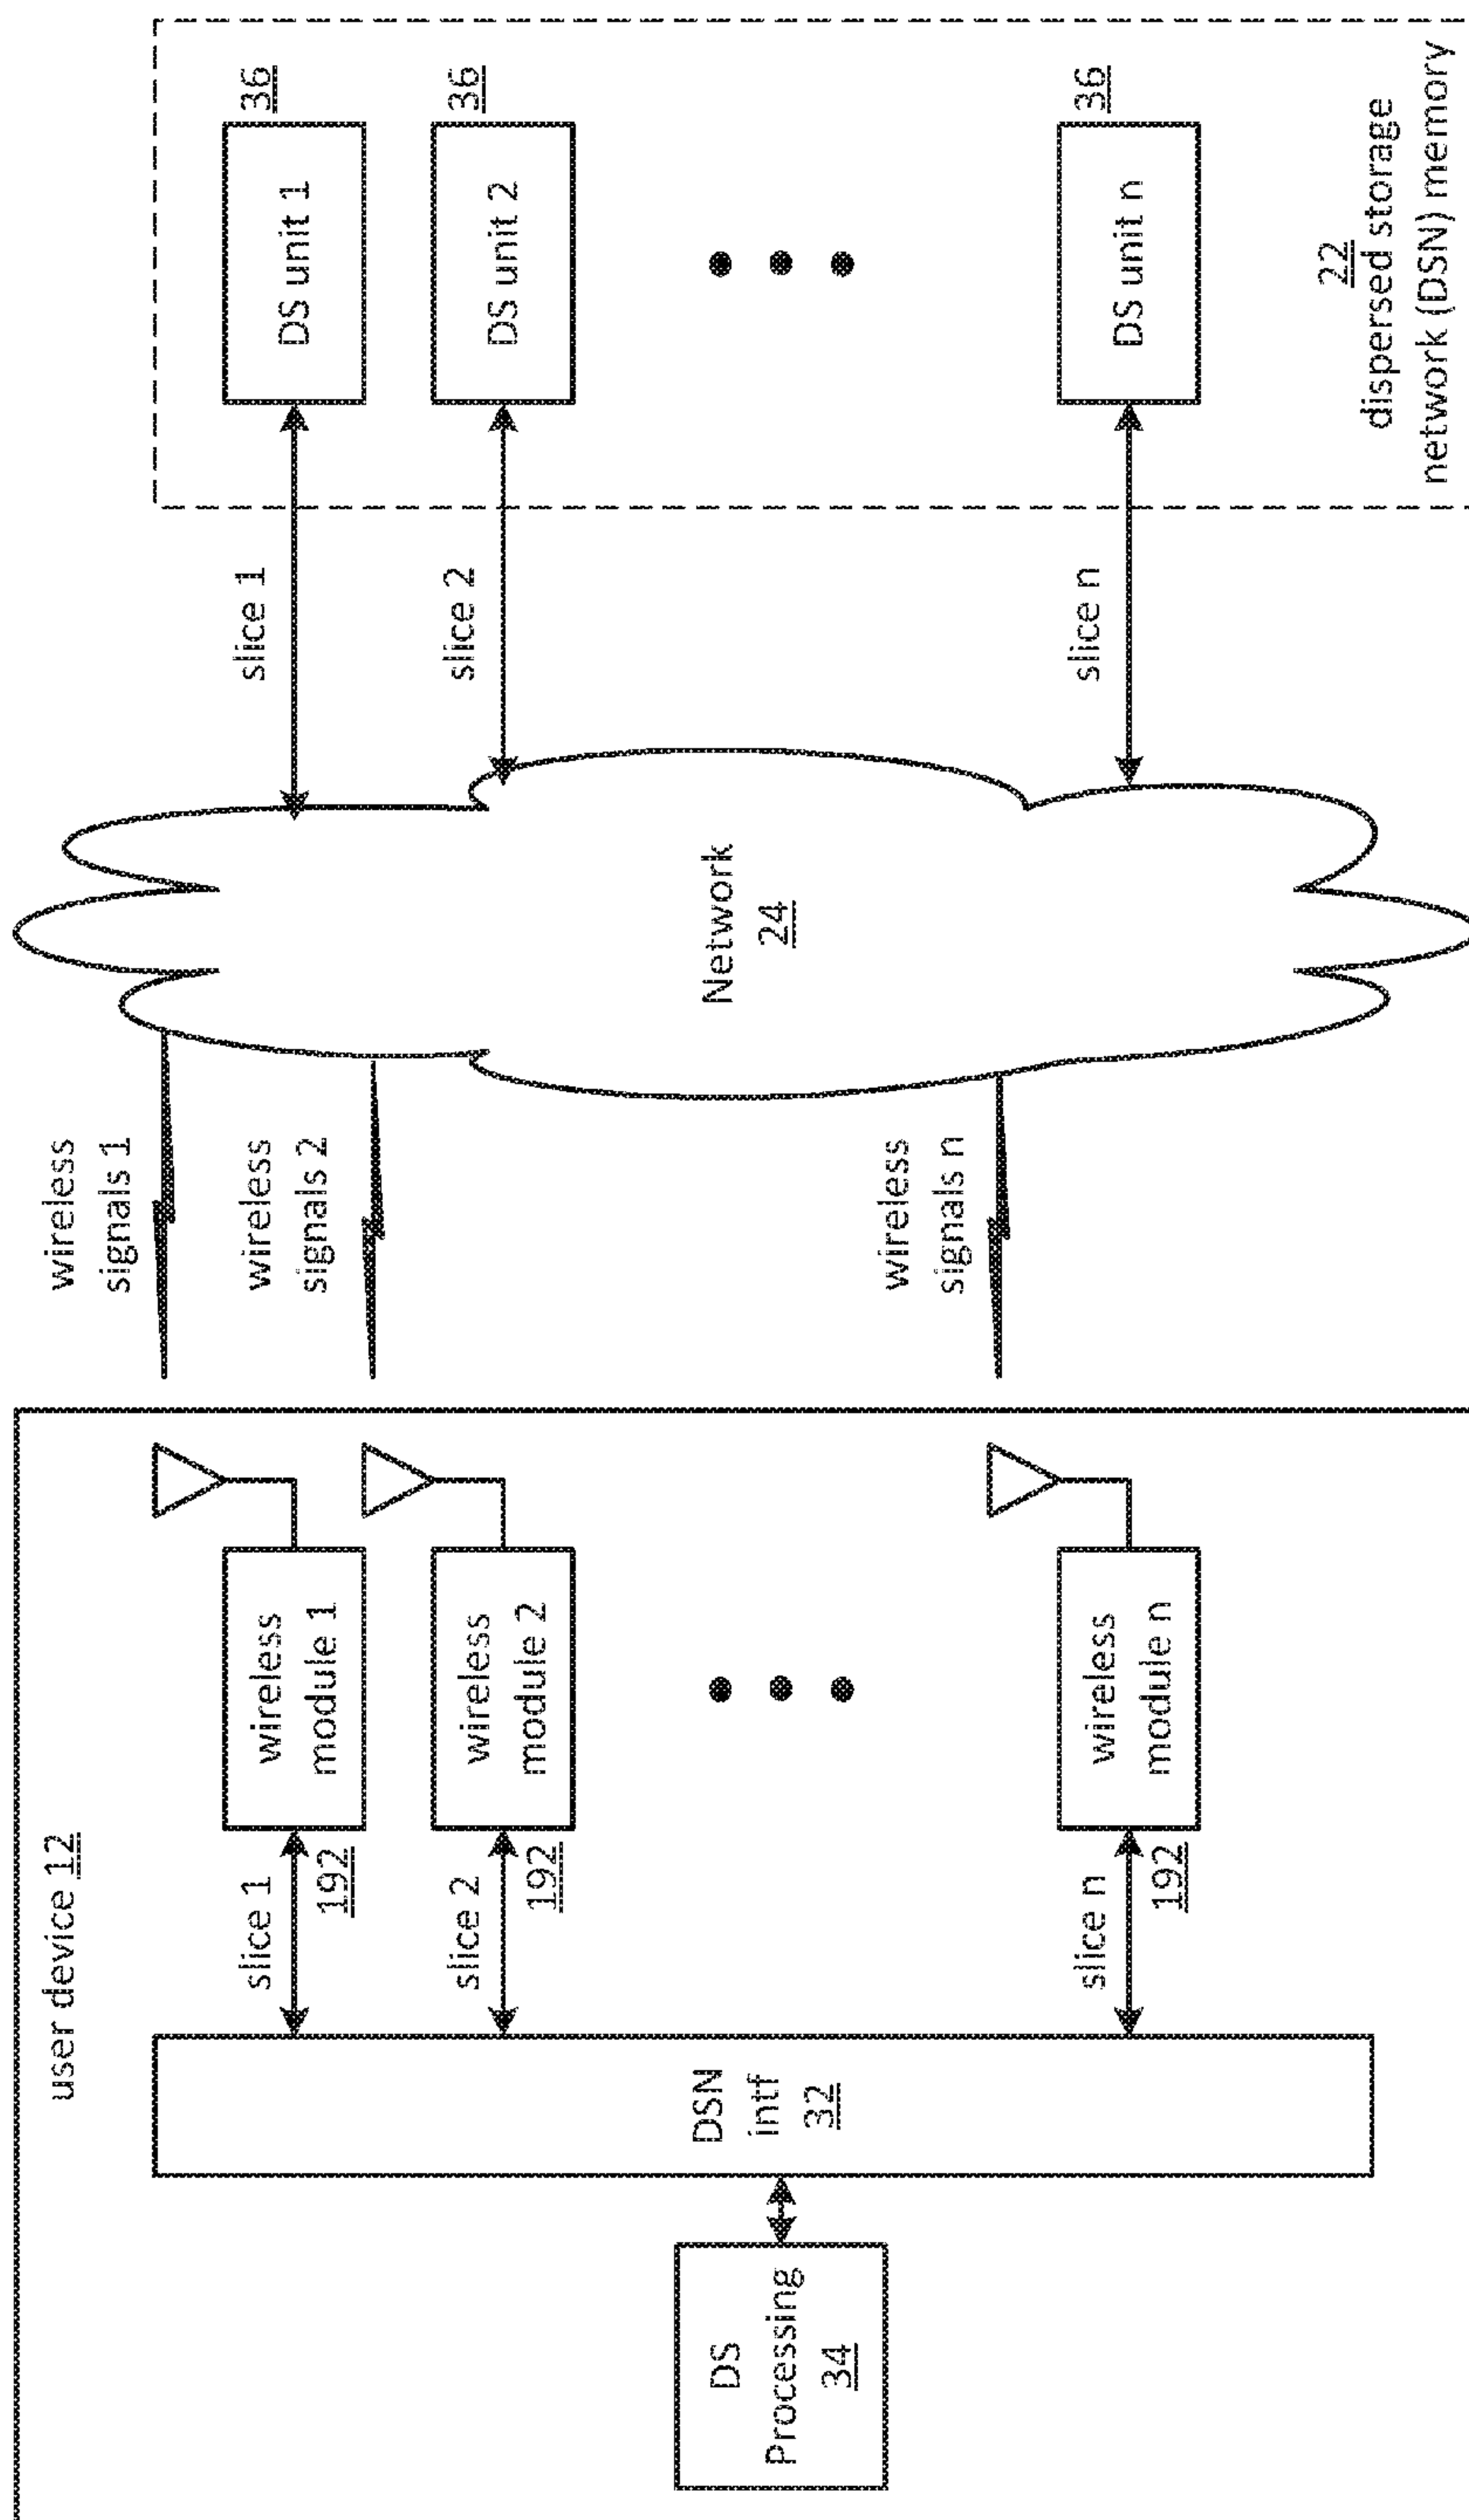 user device 12
DS
Processing
34
DSN
intf
32
slice 1
192
wireless
module 1
slice 2
192
wireless
module 2
slice n
192
wireless
module n
wireless
signals 1
wireless
signals 2
wireless
signals n
Network
24
slice 1
slice 2
slice n
DS unit 1
36
DS unit 2
36
DS unit n
36
22
dispersed storage
network (DSN) memory